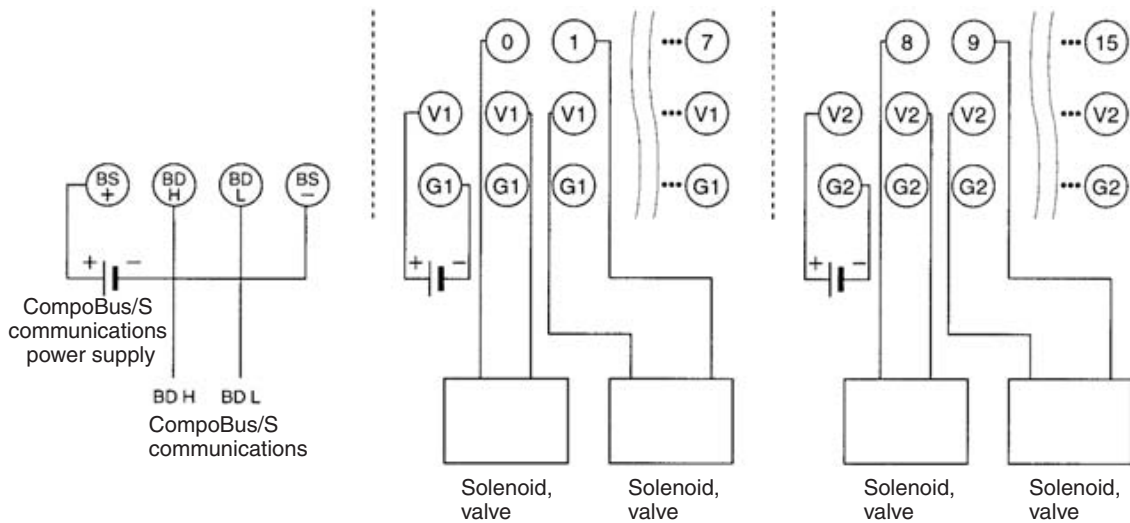 0 1 ••• 7
8 9 ••• 15
V1 V1 V1 ••• V1
V2 V2 V2 ••• V2
BS + BD H BD L BS −
G1 G1 G1 ••• G1
G2 G2 G2 ••• G2
+ −
+ −
+ −
CompoBus/S
communications
power supply
BD H BD L
CompoBus/S
communications
Solenoid,
valve
Solenoid,
valve
Solenoid,
valve
Solenoid,
valve